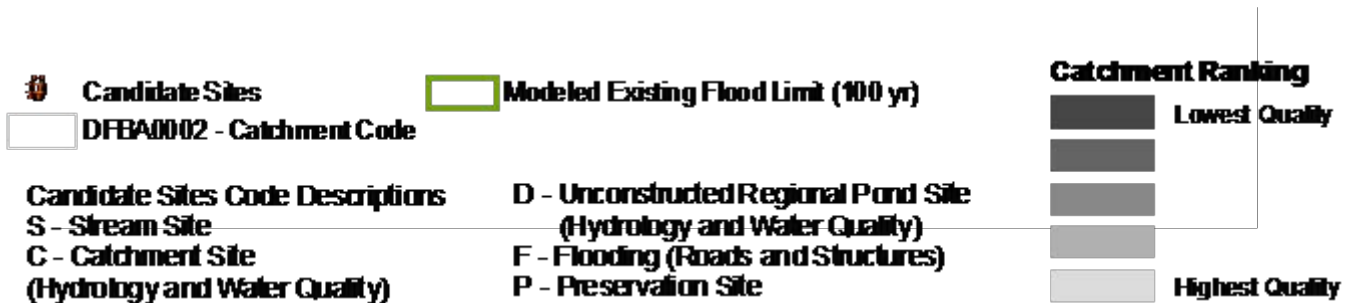 Candidate Sites
DFBA0002 - Catchment Code
Modeled Existing Flood Limit (100 yr)
Candidate Sites Code Descriptions
S - Stream Site
C - Catchment Site
(Hydrology and Water Quality)
D - Unconstructed Regional Pond Site
(Hydrology and Water Quality)
F - Flooding (Roads and Structures)
P - Preservation Site
Catchment Ranking
Lowest Quality
Highest Quality